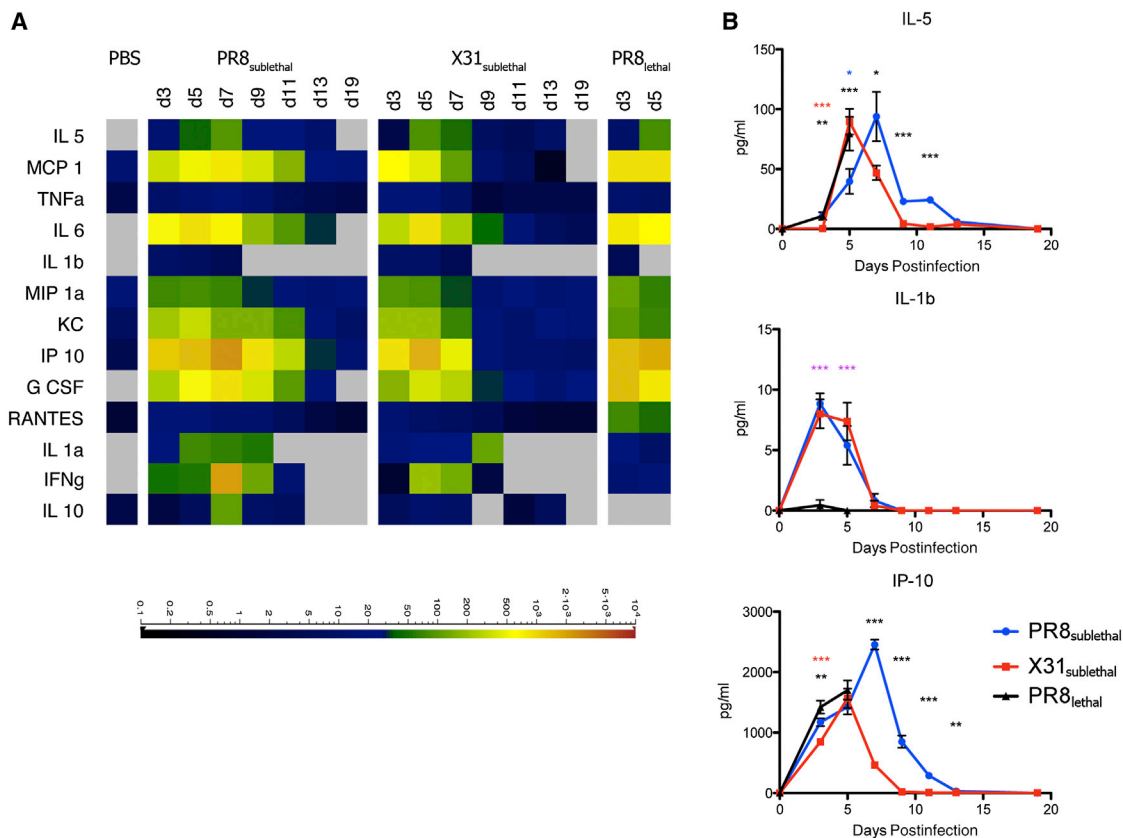 A
PBS PR8sublethal X31sublethal PR8lethal
d3 d5 d7 d9 d11 d13 d19 d3 d5 d7 d9 d11 d13 d19 d3 d5
IL 5
MCP 1
TNFa
IL 6
IL 1b
MIP 1a
KC
IP 10
G CSF
RANTES
IL 1a
IFNg
IL 10
0.1 0.2 0.5 1 2 5 10 20 50 100 200 500 10³ 2·10³ 5·10³ 10⁴
B
IL-5
150
100
50
0
pg/ml
* *
*** ***
*** ***
** ***
0 5 10 15 20
Days Postinfection
IL-1b
15
10
5
0
pg/ml
*** ***
0 5 10 15 20
Days Postinfection
IP-10
3000
2000
1000
0
pg/ml
***
*** ***
** ***
**
0 5 10 15 20
Days Postinfection
PR8sublethal
X31sublethal
PR8lethal